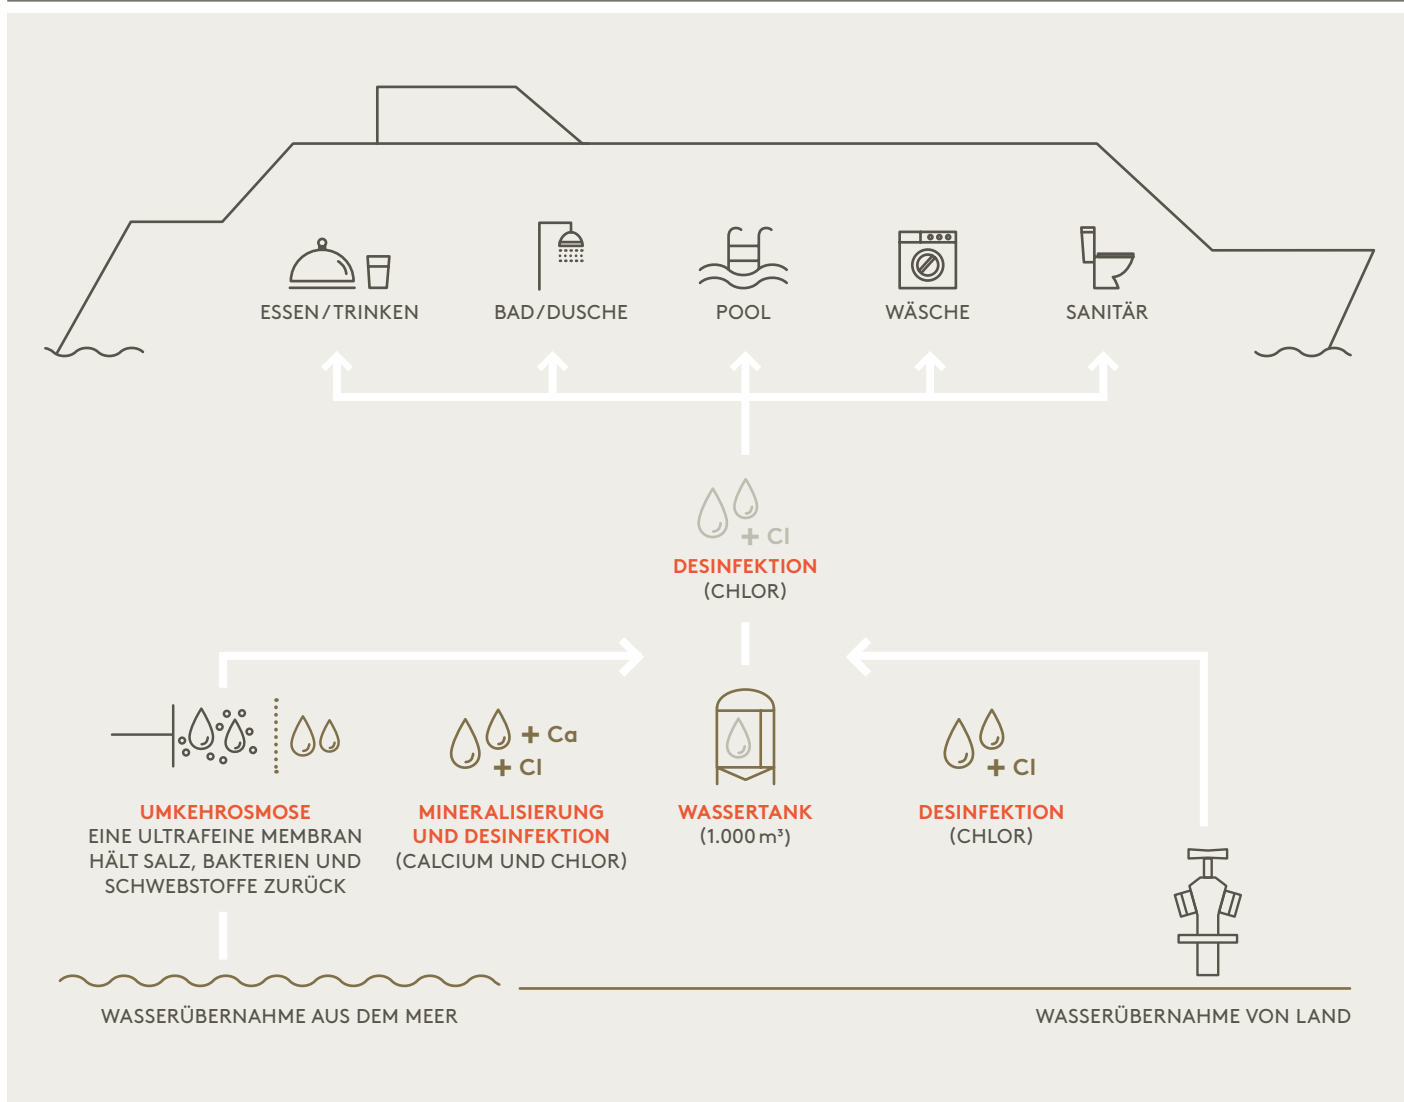 ESSEN/TRINKEN
BAD/DUSCHE
POOL
WÄSCHE
SANITÄR
+ Cl
DESINFEKTION
(CHLOR)
UMKEHROSMOSE
EINE ULTRAFEINE MEMBRAN
HÄLT SALZ, BAKTERIEN UND
SCHWEBSTOFFE ZURÜCK
+ Ca
+ Cl
MINERALISIERUNG
UND DESINFEKTION
(CALCIUM UND CHLOR)
WASSERTANK
(1.000 m³)
+ Cl
DESINFEKTION
(CHLOR)
WASSERÜBERNAHME AUS DEM MEER
WASSERÜBERNAHME VON LAND